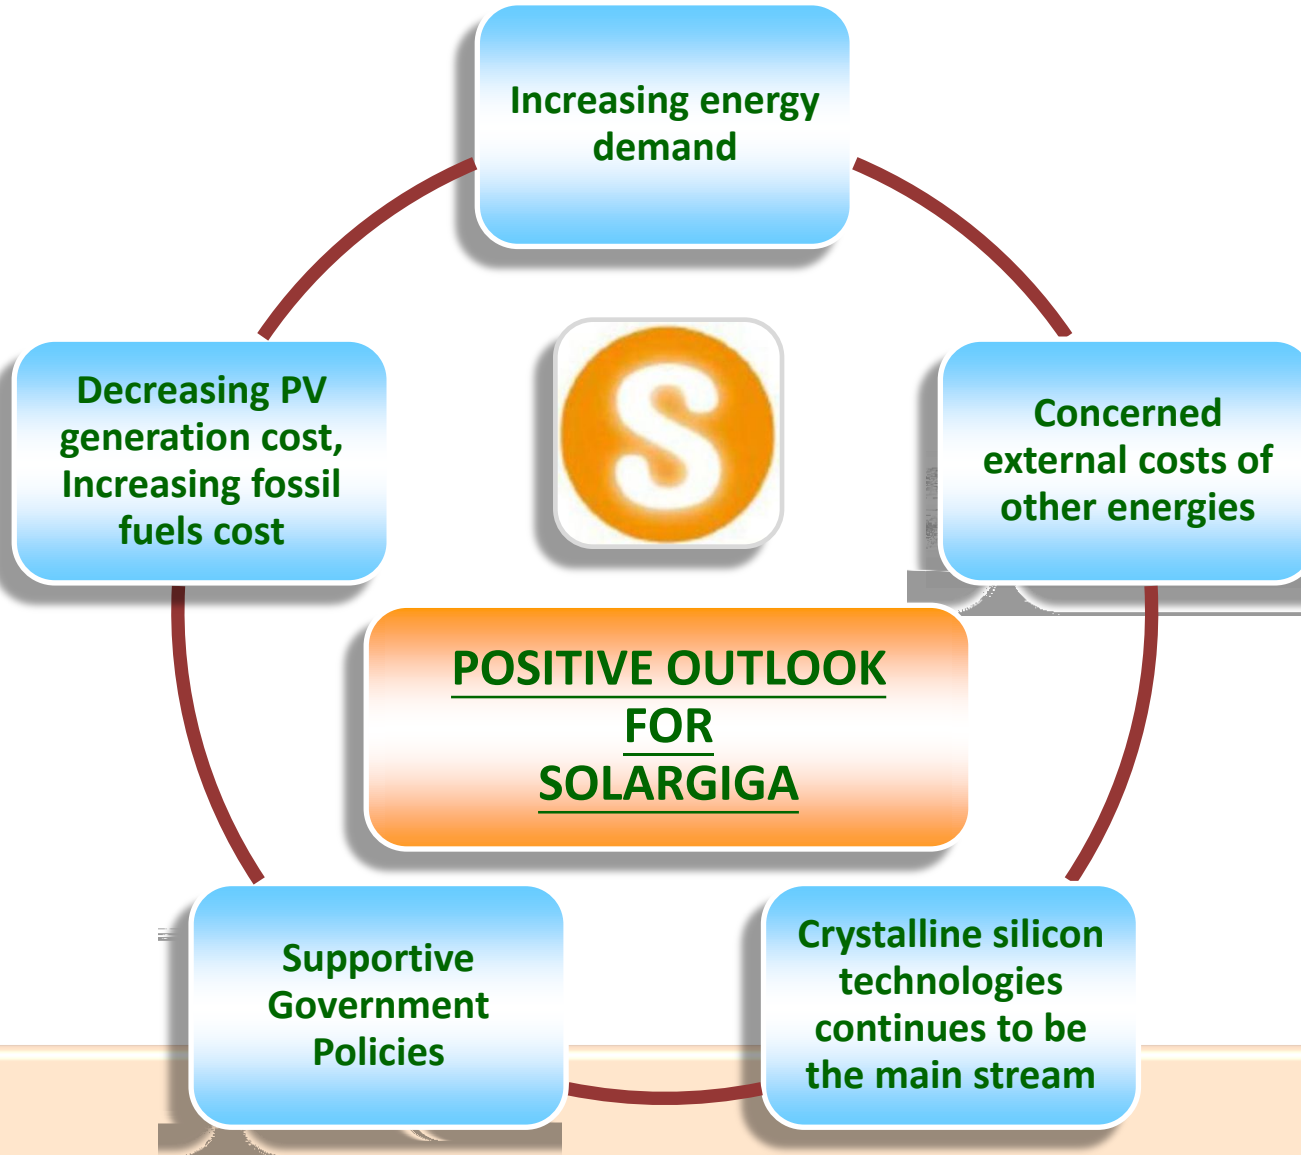 Increasing energy
demand
Decreasing PV
generation cost,
Increasing fossil
fuels cost
S
Concerned
external costs of
other energies
POSITIVE OUTLOOK
FOR
SOLARGIGA
Supportive
Government
Policies
Crystalline silicon
technologies
continues to be
the main stream